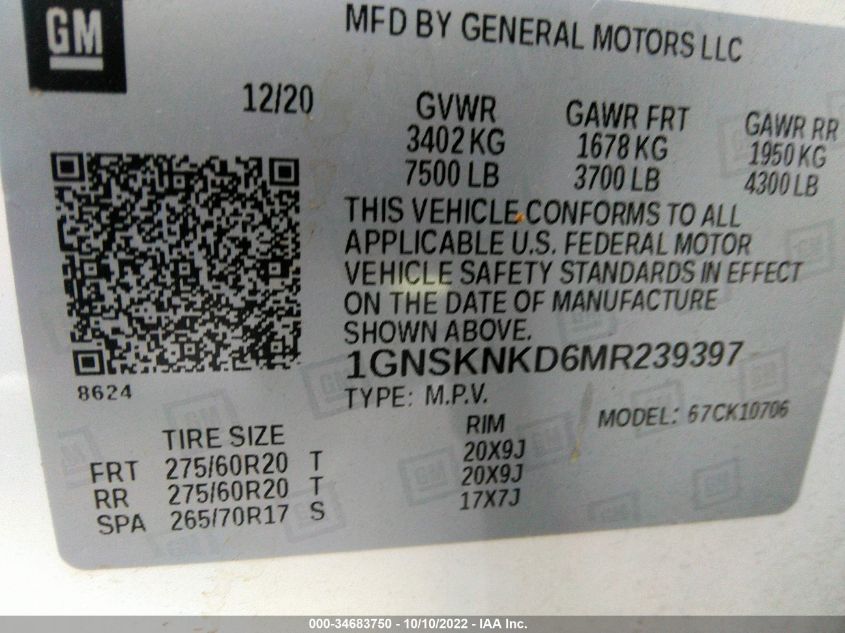 GM
MFD BY GENERAL MOTORS LLC
12/20
GVWR
3402 KG
7500 LB
GAWR FRT
1678 KG
3700 LB
GAWR RR
1950 KG
4300 LB
THIS VEHICLE CONFORMS TO ALL
APPLICABLE U.S. FEDERAL MOTOR
VEHICLE SAFETY STANDARDS IN EFFECT
ON THE DATE OF MANUFACTURE
SHOWN ABOVE.
1GNSKNKD6MR239397
8624
TYPE: M.P.V.
MODEL: 67CK10706
TIRE SIZE RIM
FRT 275/60R20 T 20X9J
RR 275/60R20 T 20X9J
SPA 265/70R17 S 17X7J
000-34683750 - 10/10/2022 - IAA Inc.